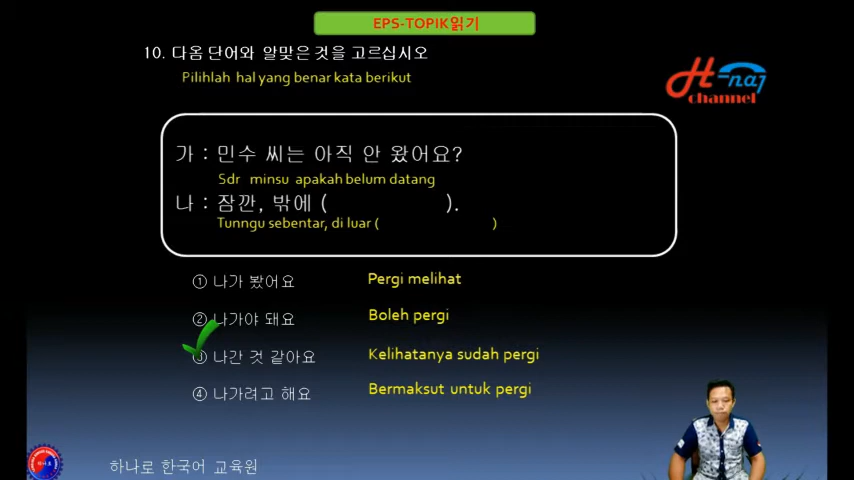 EPS-TOPIK읽기
10. 다옴 단어와 알맞은 것을 고르십시오
Pilihlah hal yang benar kata berikut
H-naJ
channel
가 : 민수 씨는 아직 안 왔어요?
Sdr minsu apakah belum datang
나 : 잠깐, 밖에 ( ).
Tunngu sebentar, di luar ( )
① 나가 봤어요 Pergi melihat
② 나가야 돼요 Boleh pergi
③ 나간 것 같아요 Kelihatanya sudah pergi
④ 나가려고 해요 Bermaksut untuk pergi
하나로 한국어 교육원